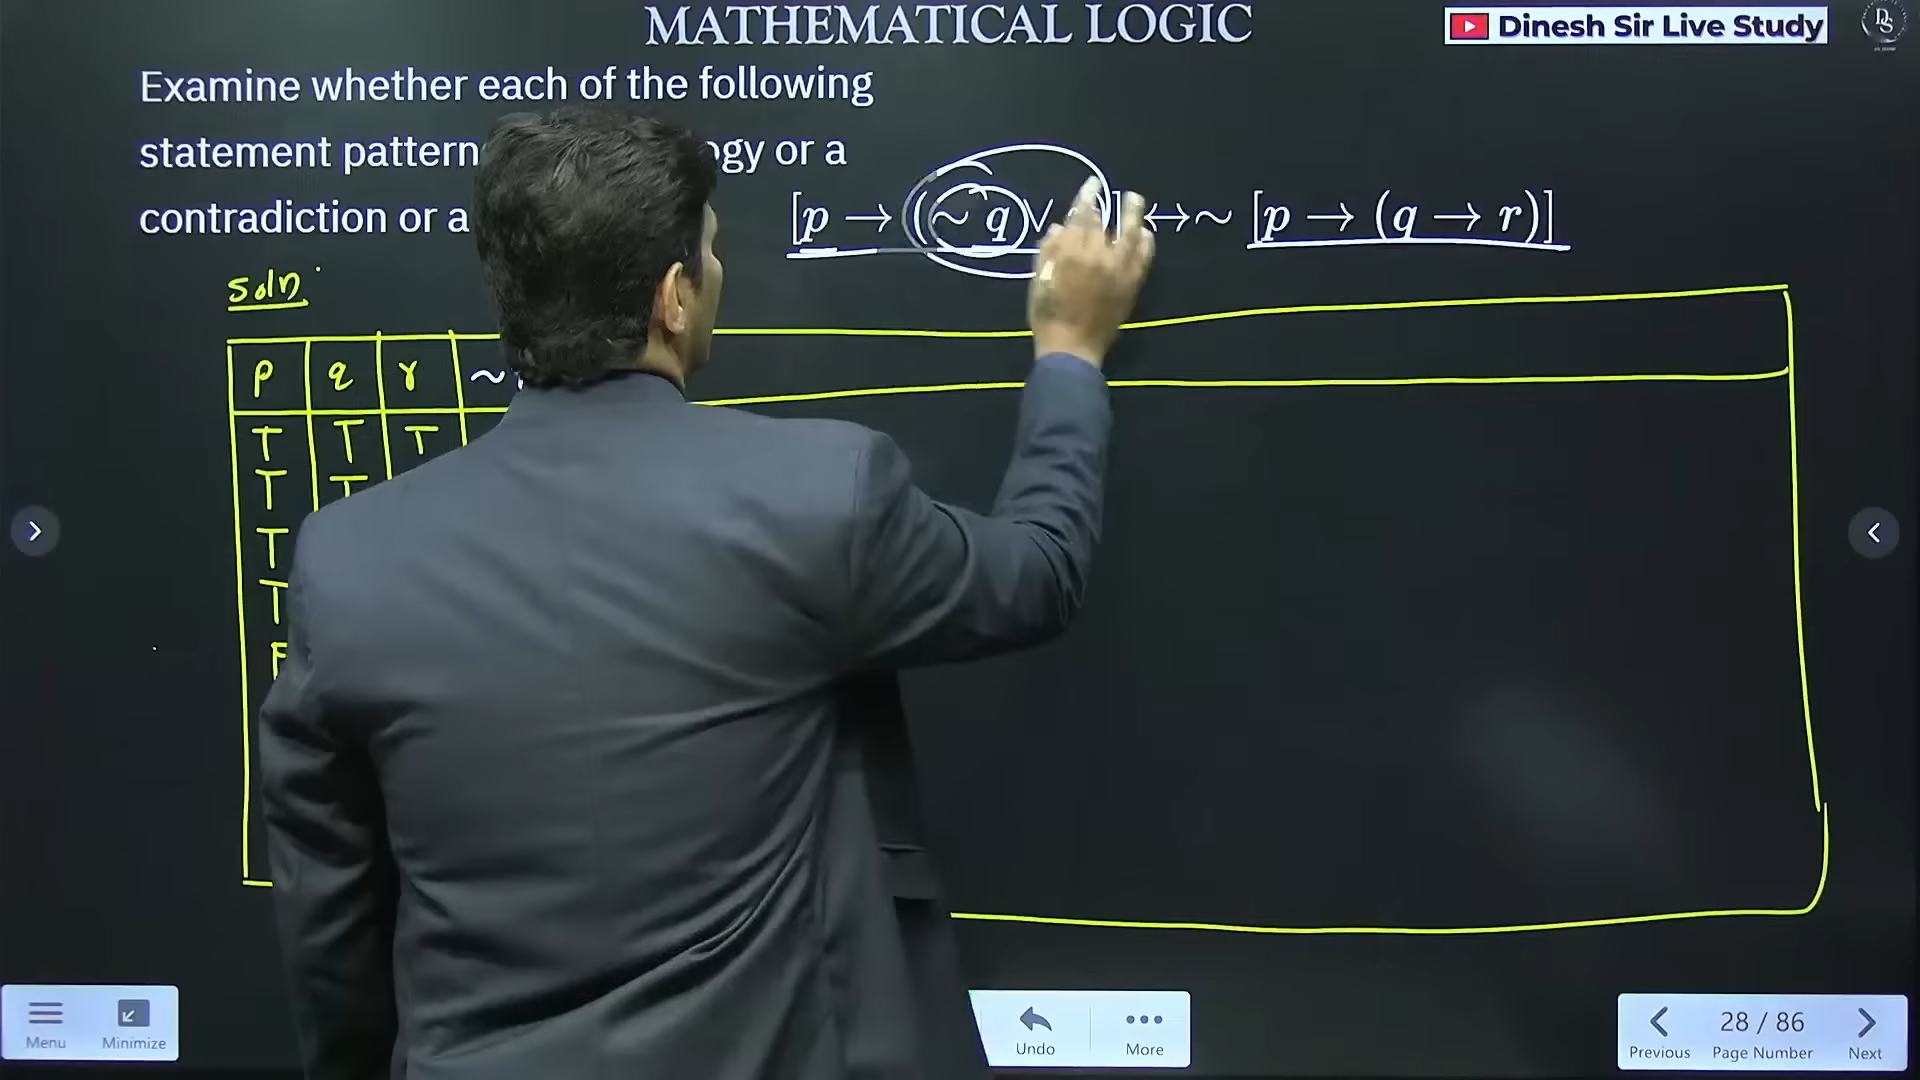 MATHEMATICAL LOGIC
Dinesh Sir Live Study
DS
Examine whether each of the following
statement pattern or a
contradiction or a
[p → (~ q) ∨ )] ↔ ~ [p → (q → r)]
Soln
p q r ~
T T T
T T
T
T
F
Menu
Minimize
Undo
More
28 / 86
Previous
Page Number
Next